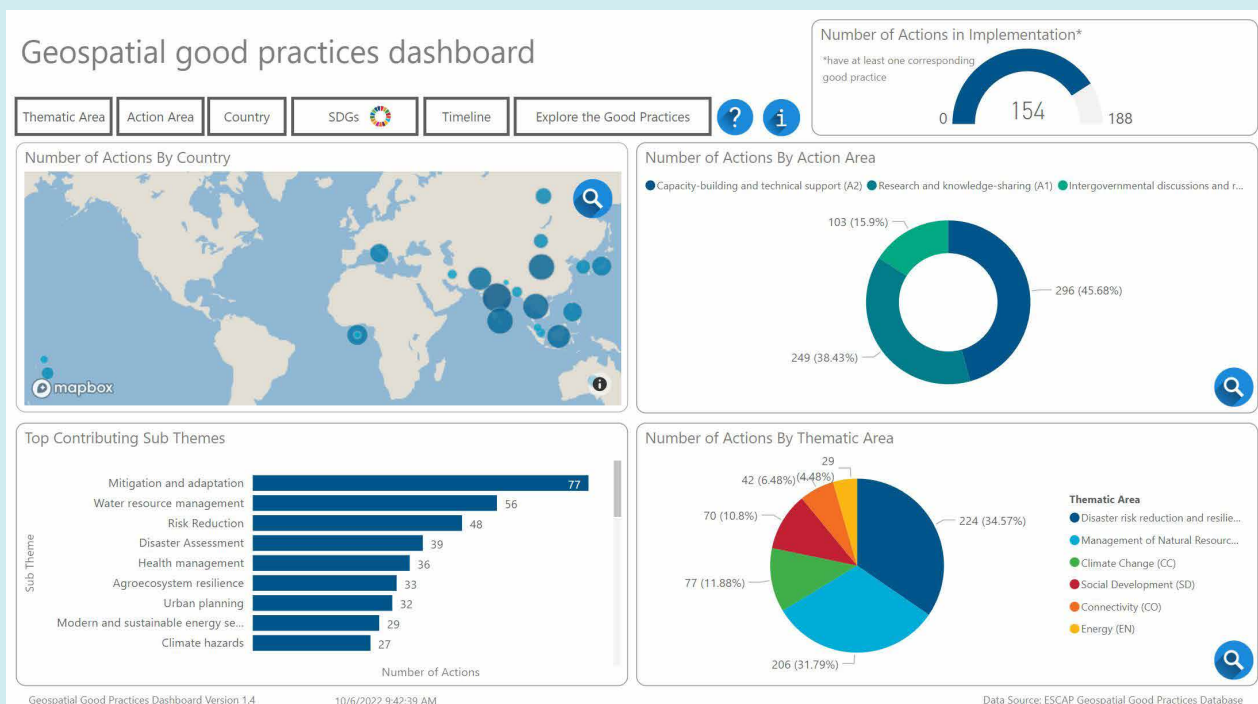 Geospatial good practices dashboard
Number of Actions in Implementation*
*have at least one corresponding
good practice
0
154
188
Thematic Area
Action Area
Country
SDGs
Timeline
Explore the Good Practices
?
i
Number of Actions By Country
mapbox
i
Number of Actions By Action Area
Capacity-building and technical support (A2)
Research and knowledge-sharing (A1)
Intergovernmental discussions and r...
103 (15.9%)
296 (45.68%)
249 (38.43%)
Top Contributing Sub Themes
Sub Theme
Mitigation and adaptation 77
Water resource management 56
Risk Reduction 48
Disaster Assessment 39
Health management 36
Agroecosystem resilience 33
Urban planning 32
Modern and sustainable energy se... 29
Climate hazards 27
Number of Actions
Number of Actions By Thematic Area
29
(4.48%)
42 (6.48%)
70 (10.8%)
77 (11.88%)
206 (31.79%)
224 (34.57%)
Thematic Area
Disaster risk reduction and resilie...
Management of Natural Resourc...
Climate Change (CC)
Social Development (SD)
Connectivity (CO)
Energy (EN)
Geospatial Good Practices Dashboard Version 1.4
10/6/2022 9:42:39 AM
Data Source: ESCAP Geospatial Good Practices Database